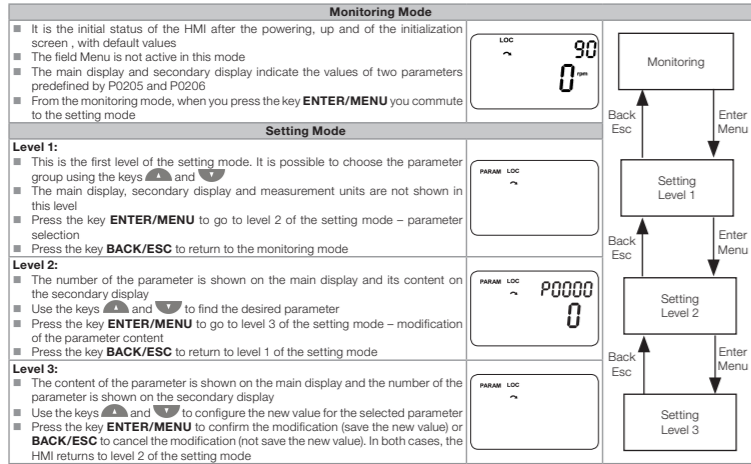 Monitoring Mode
It is the initial status of the HMI after the powering, up and of the initialization
screen , with default values
The field Menu is not active in this mode
The main display and secondary display indicate the values of two parameters
predefined by P0205 and P0206
From the monitoring mode, when you press the key ENTER/MENU you commute
to the setting mode
LOC
90
0 rpm
Setting Mode
Level 1:
This is the first level of the setting mode. It is possible to choose the parameter
group using the keys and
The main display, secondary display and measurement units are not shown in
this level
Press the key ENTER/MENU to go to level 2 of the setting mode – parameter
selection
Press the key BACK/ESC to return to the monitoring mode
PARAM LOC
Level 2:
The number of the parameter is shown on the main display and its content on
the secondary display
Use the keys and to find the desired parameter
Press the key ENTER/MENU to go to level 3 of the setting mode – modification
of the parameter content
Press the key BACK/ESC to return to level 1 of the setting mode
PARAM LOC
P0000
0
Level 3:
The content of the parameter is shown on the main display and the number of the
parameter is shown on the secondary display
Use the keys and to configure the new value for the selected parameter
Press the key ENTER/MENU to confirm the modification (save the new value) or
BACK/ESC to cancel the modification (not save the new value). In both cases, the
HMI returns to level 2 of the setting mode
PARAM LOC
Monitoring
Back
Esc
Enter
Menu
Setting
Level 1
Back
Esc
Enter
Menu
Setting
Level 2
Back
Esc
Enter
Menu
Setting
Level 3